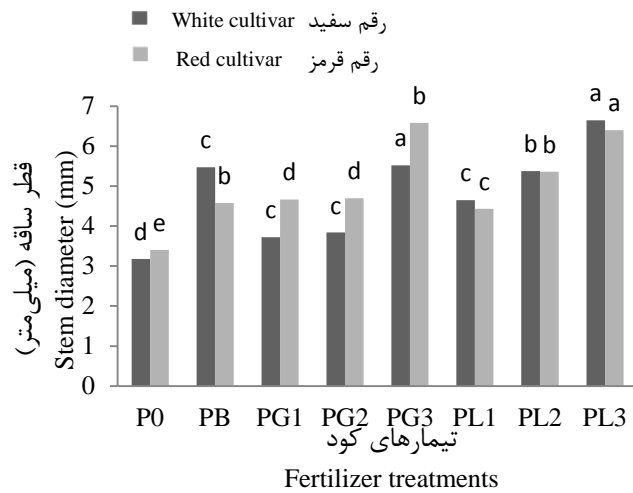 White cultivar رقم سفید
Red cultivar رقم قرمز
قطر ساقه (میلی‌متر)
Stem diameter (mm)
7
6
5
4
3
2
1
0
d e c b c d c d a b c c b b a a
P0 PB PG1 PG2 PG3 PL1 PL2 PL3
تیمارهای کود
Fertilizer treatments